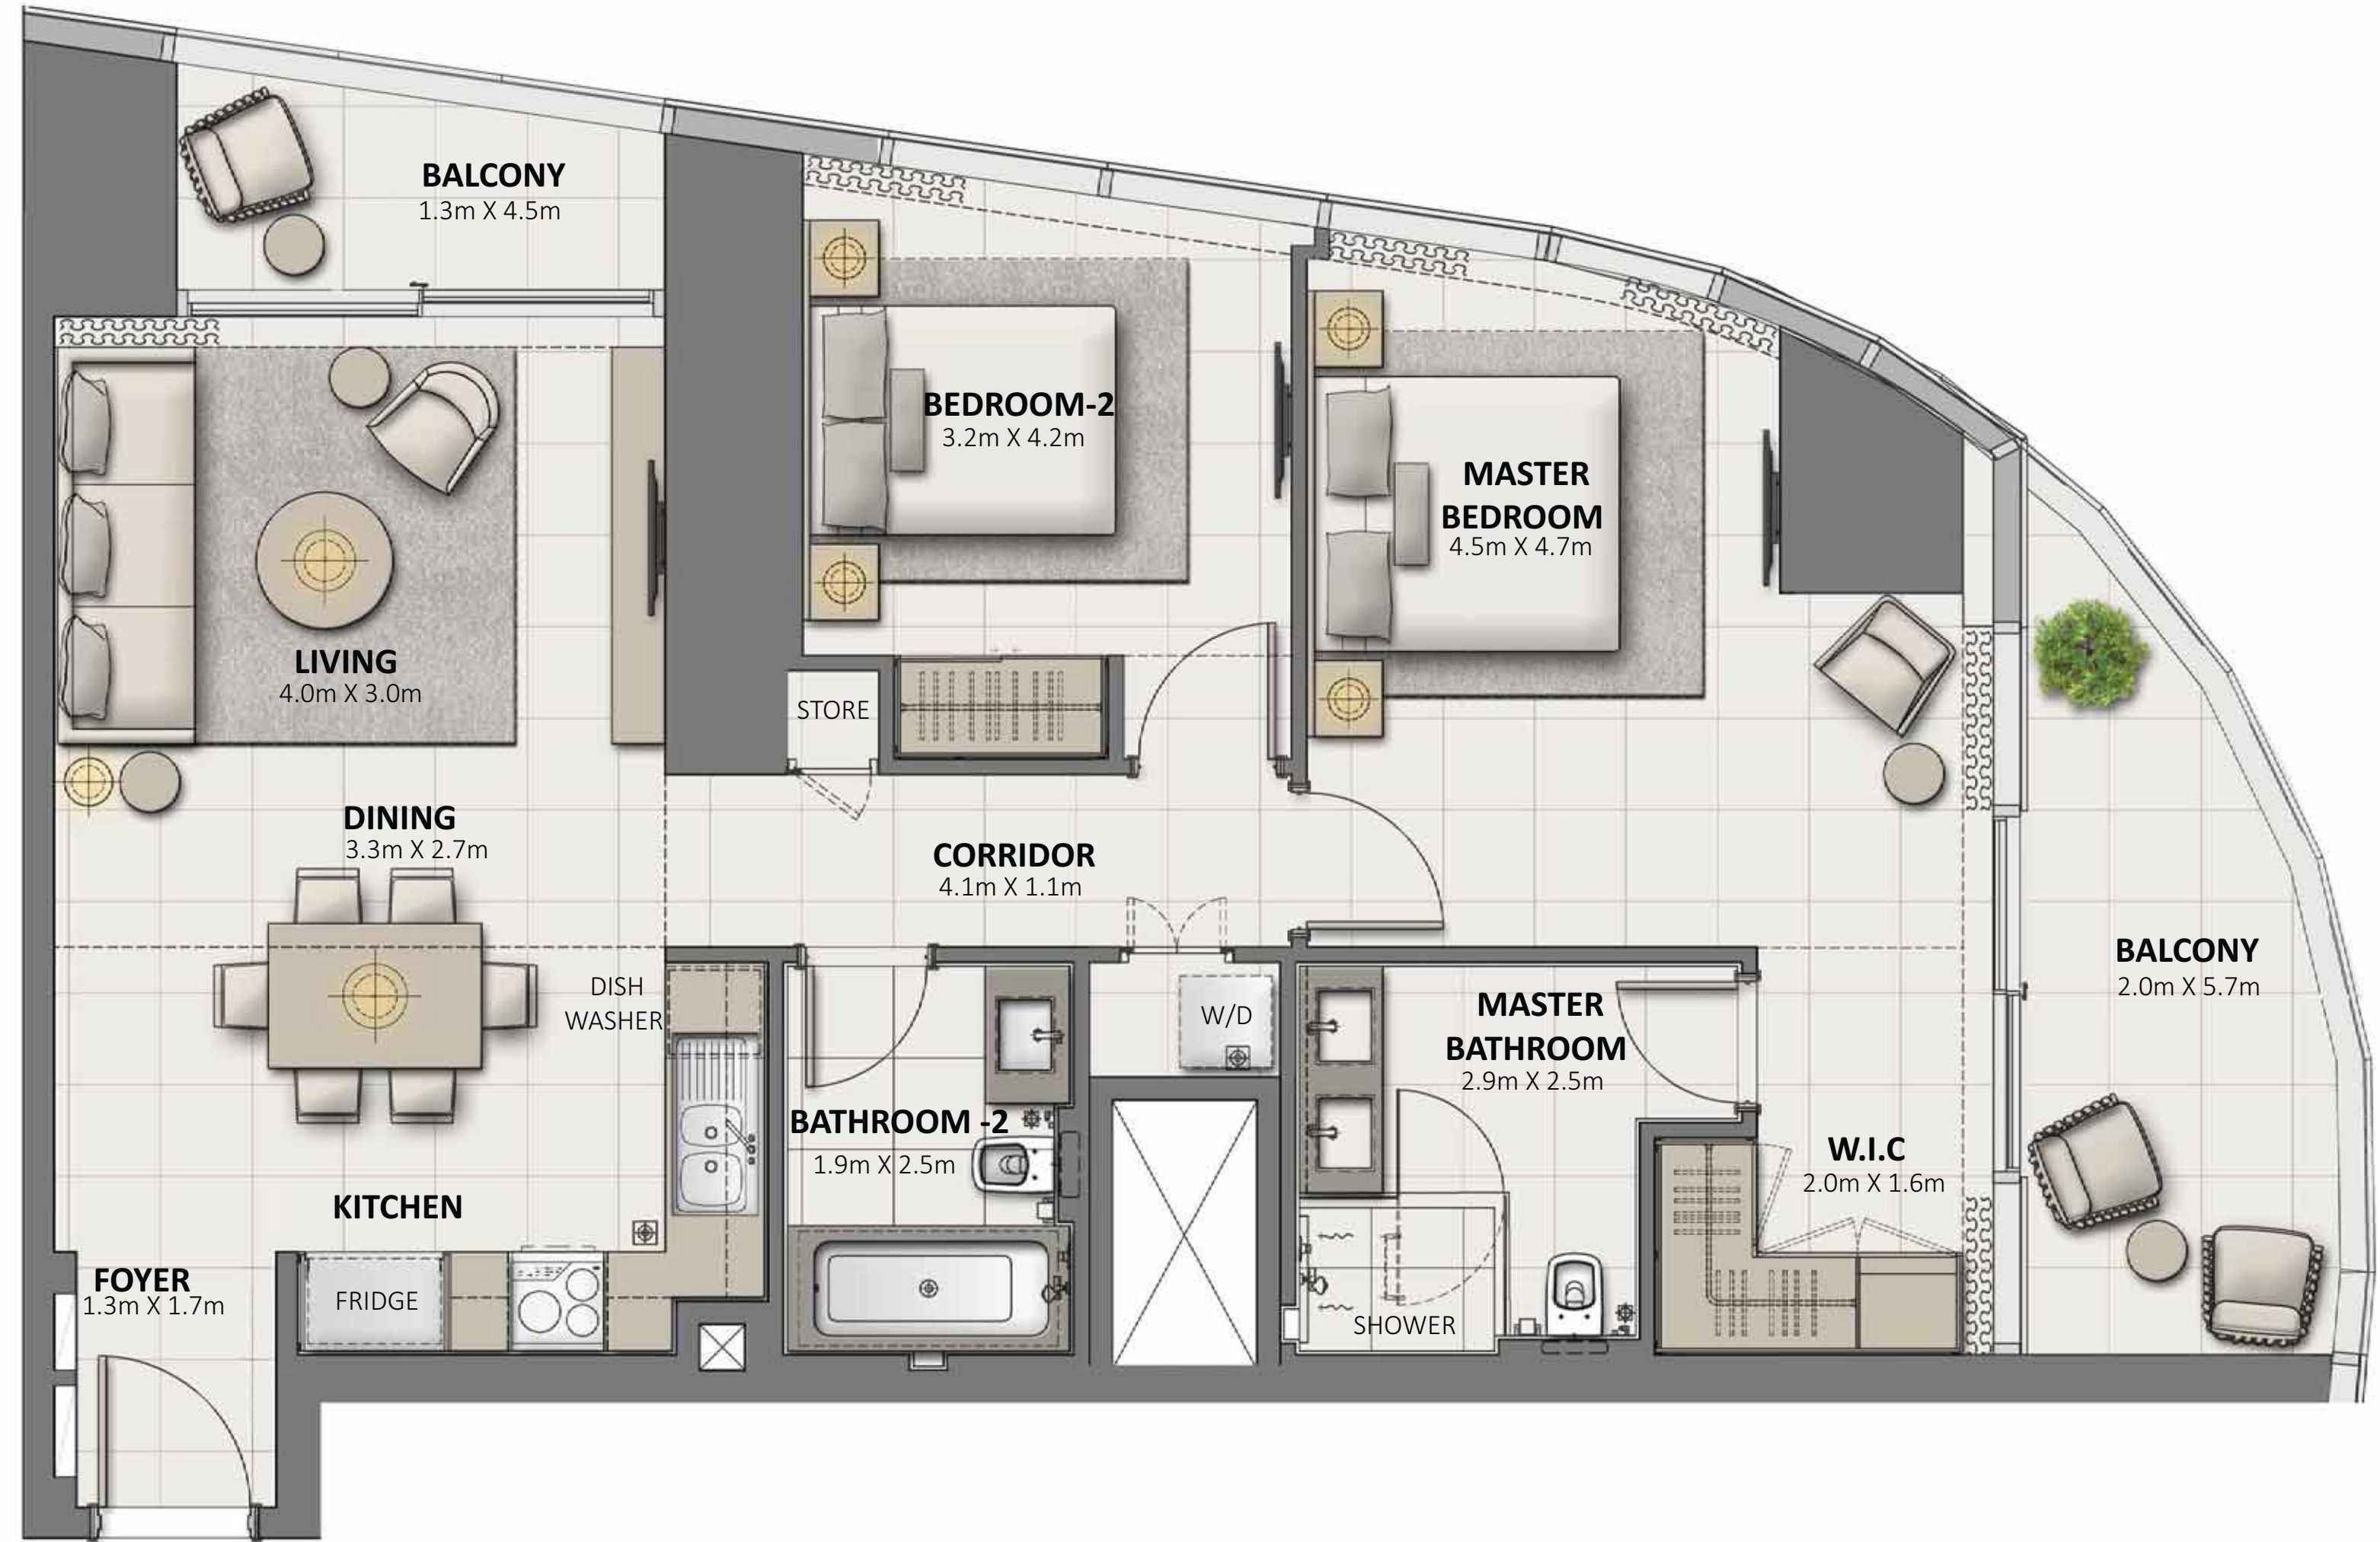 BALCONY
1.3m X 4.5m
BEDROOM-2
3.2m X 4.2m
MASTER
BEDROOM
4.5m X 4.7m
LIVING
4.0m X 3.0m
STORE
DINING
3.3m X 2.7m
CORRIDOR
4.1m X 1.1m
BALCONY
2.0m X 5.7m
DISH
WASHER
W/D
MASTER
BATHROOM
2.9m X 2.5m
BATHROOM -2
1.9m X 2.5m
W.I.C
2.0m X 1.6m
KITCHEN
FOYER
1.3m X 1.7m
FRIDGE
SHOWER